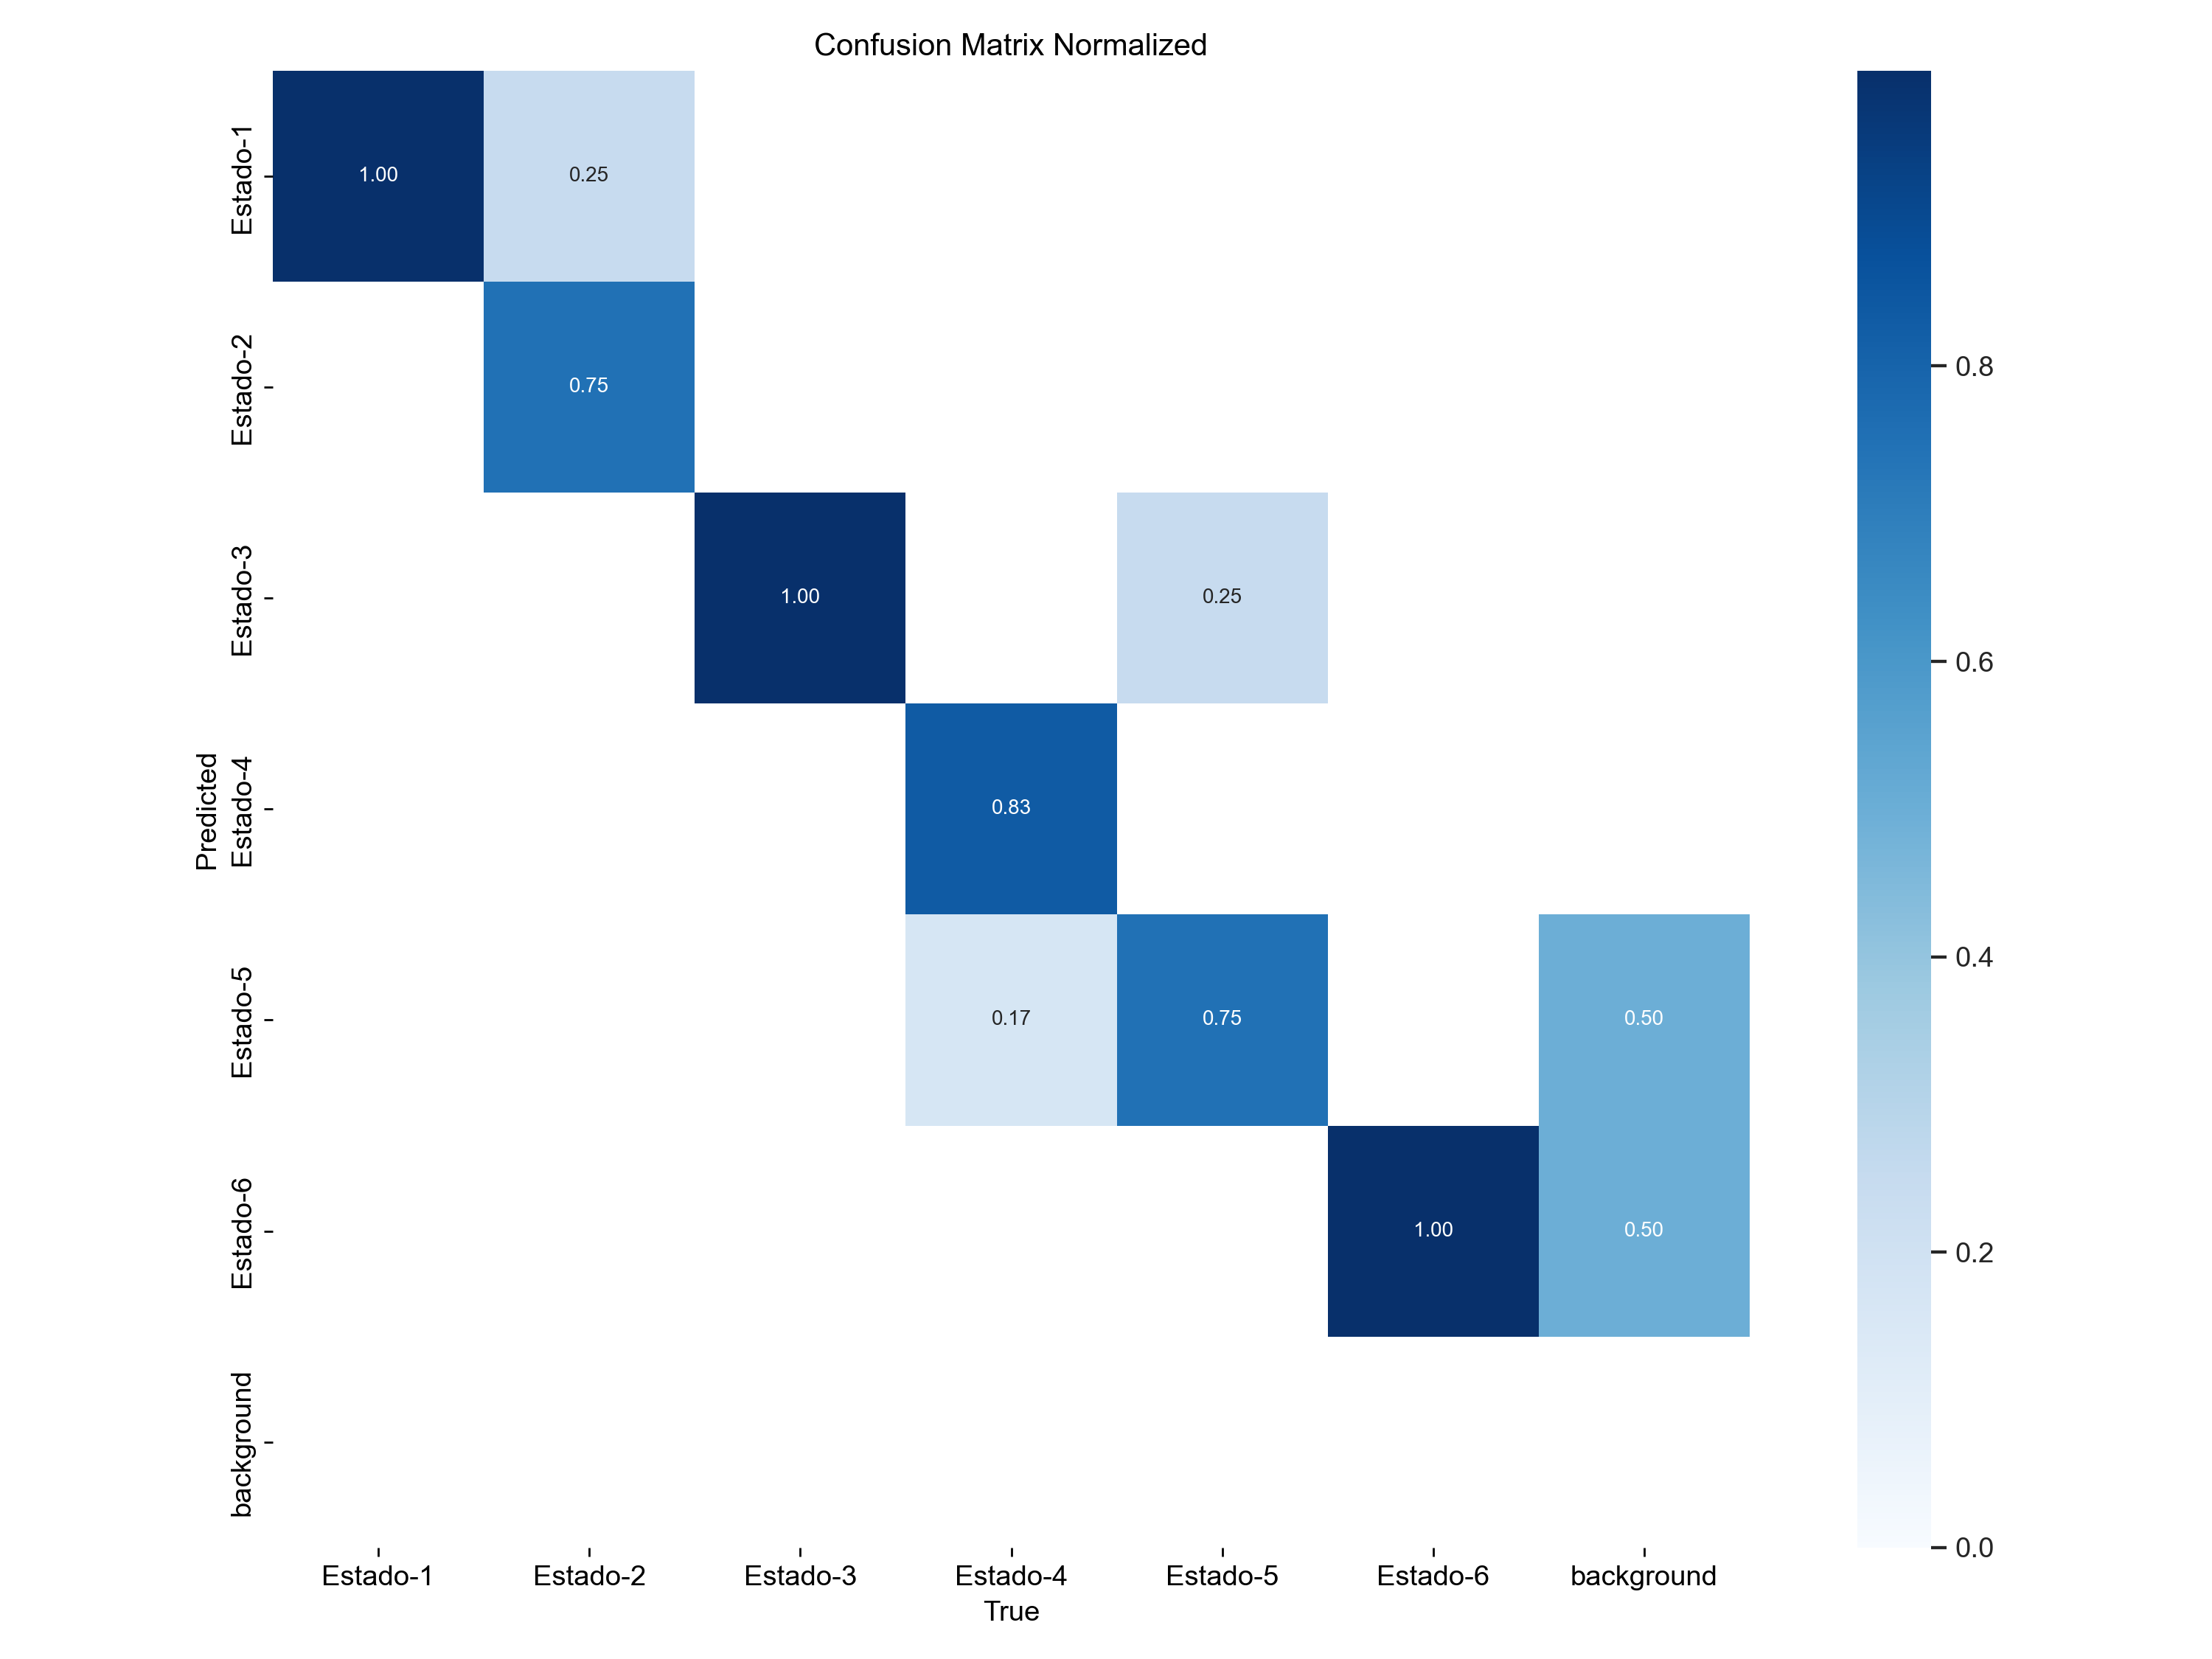 Confusion Matrix Normalized
Predicted
Estado-1
1.00
0.25
Estado-2
0.75
Estado-3
1.00
0.25
Estado-4
0.83
Estado-5
0.17
0.75
0.50
Estado-6
1.00
0.50
background
Estado-1
Estado-2
Estado-3
Estado-4
Estado-5
Estado-6
background
True
0.8
0.6
0.4
0.2
0.0